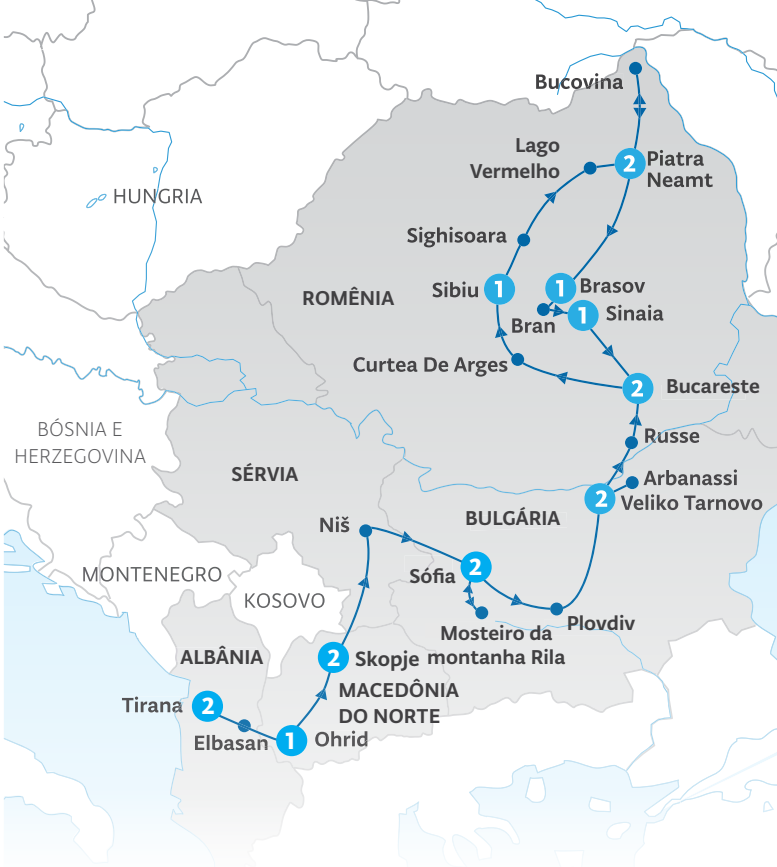 Bucovina
Lago
Vermelho
2
Piatra
Neamt
HUNGRIA
Sighisoara
Sibiu
1
1
Brasov
ROMÊNIA
Bran
1
Sinaia
Curtea De Arges
2
Bucareste
BÓSNIA E
HERZEGOVINA
Russe
SÉRVIA
Arbanassi
2
Veliko Tarnovo
Niš
BULGÁRIA
MONTENEGRO
Sófia
2
KOSOVO
Plovdiv
Mosteiro da
montanha Rila
ALBÂNIA
2
Skopje
MACEDÔNIA
DO NORTE
Tirana
2
Elbasan
1
Ohrid